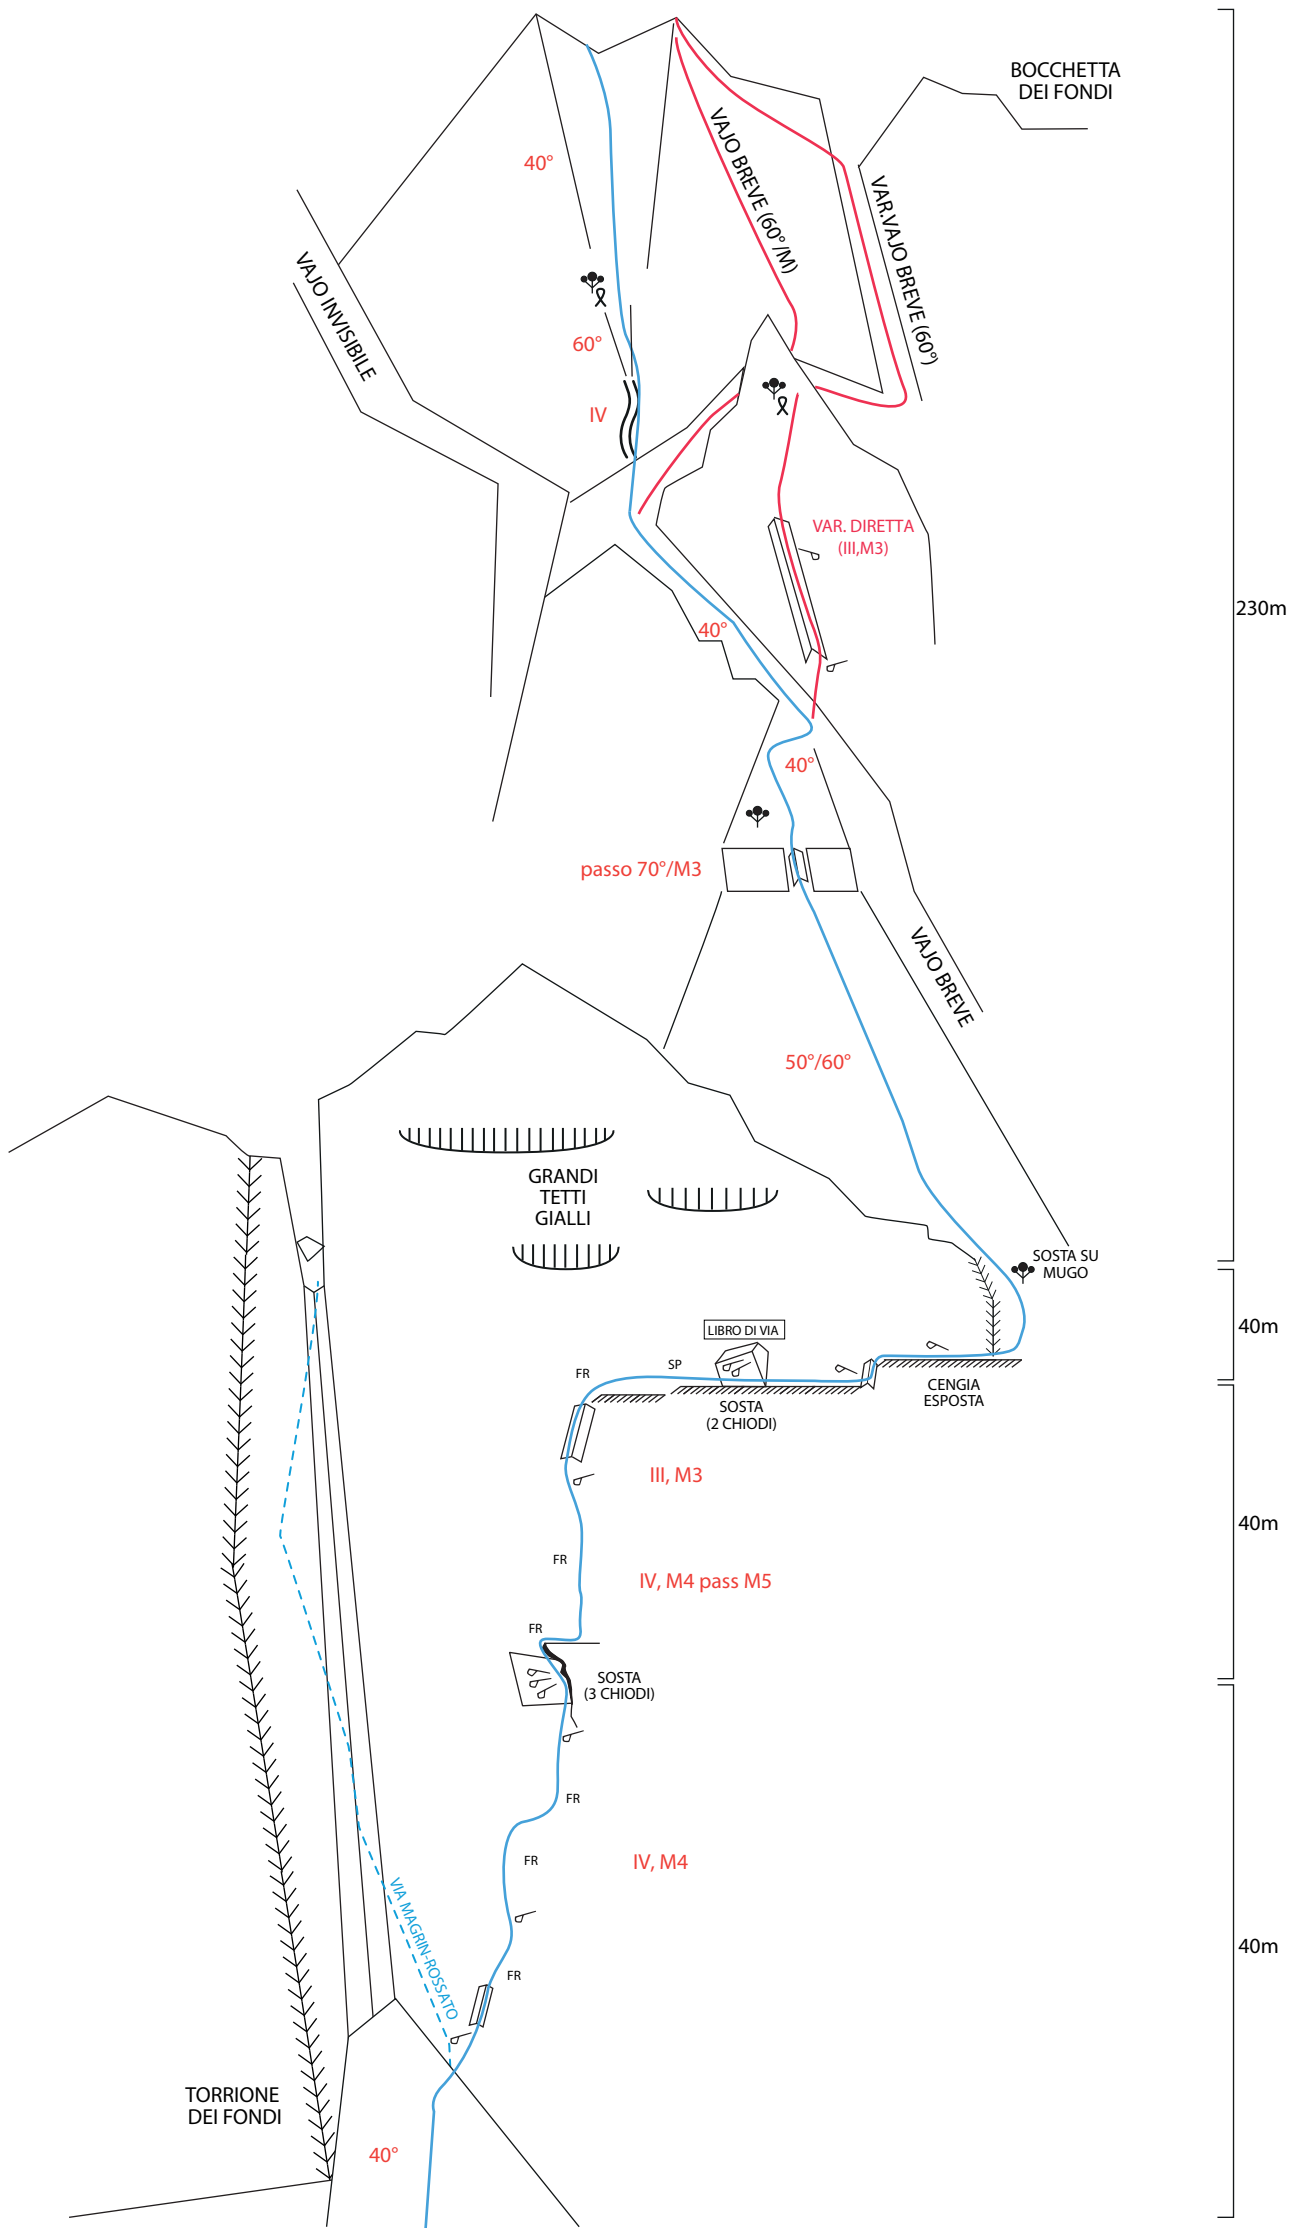 BOCCHETTA
DEI FONDI
40°
VAJO BREVE (60°/M)
VAR.VAJO BREVE (60°)
VAJO INVISIBILE
60°
IV
VAR. DIRETTA
(III,M3)
230m
40°
40°
passo 70°/M3
VAJO BREVE
50°/60°
GRANDI
TETTI
GIALLI
SOSTA SU
MUGO
40m
LIBRO DI VIA
SP
FR
CENGIA
ESPOSTA
SOSTA
(2 CHIODI)
III, M3
40m
FR
IV, M4 pass M5
FR
SOSTA
(3 CHIODI)
FR
FR
IV, M4
VIA MAGRIN-ROSSATO
40m
FR
TORRIONE
DEI FONDI
40°